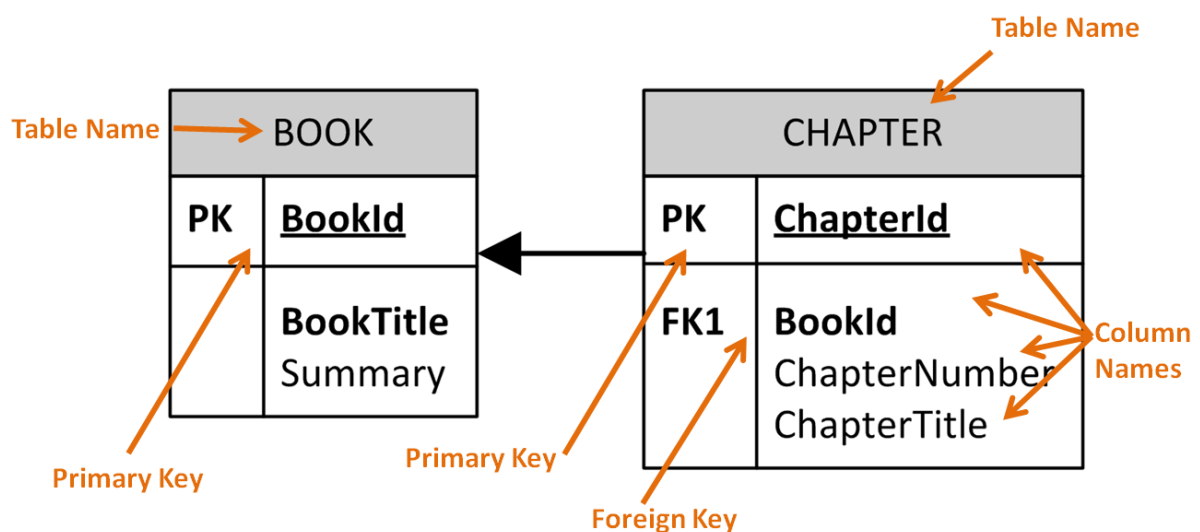 Table Name
Table Name
BOOK
CHAPTER
PK BookId
PK ChapterId
BookTitle
Summary
FK1 BookId
ChapterNumber
ChapterTitle
Column
Names
Primary Key
Primary Key
Foreign Key